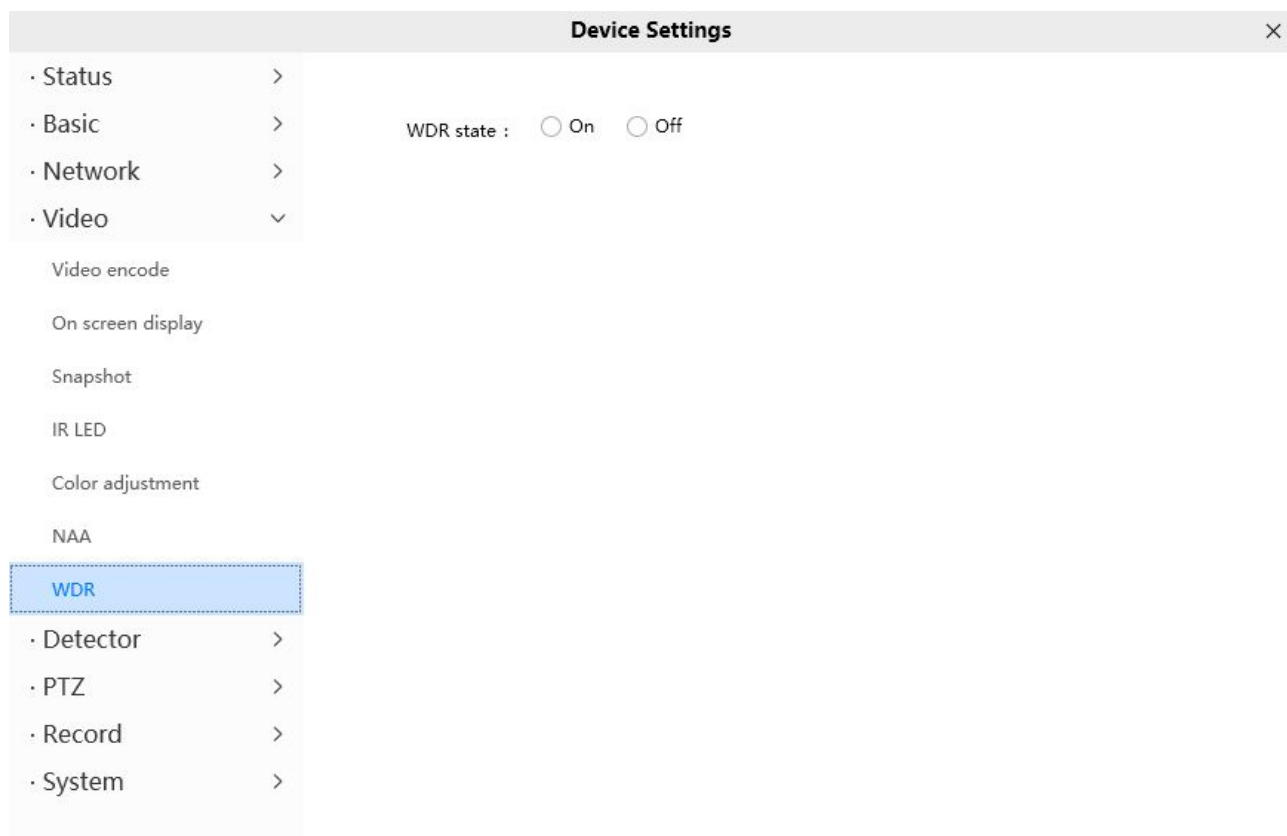 Device Settings
· Status
· Basic
· Network
· Video
Video encode
On screen display
Snapshot
IR LED
Color adjustment
NAA
WDR
· Detector
· PTZ
· Record
· System
WDR state : On Off